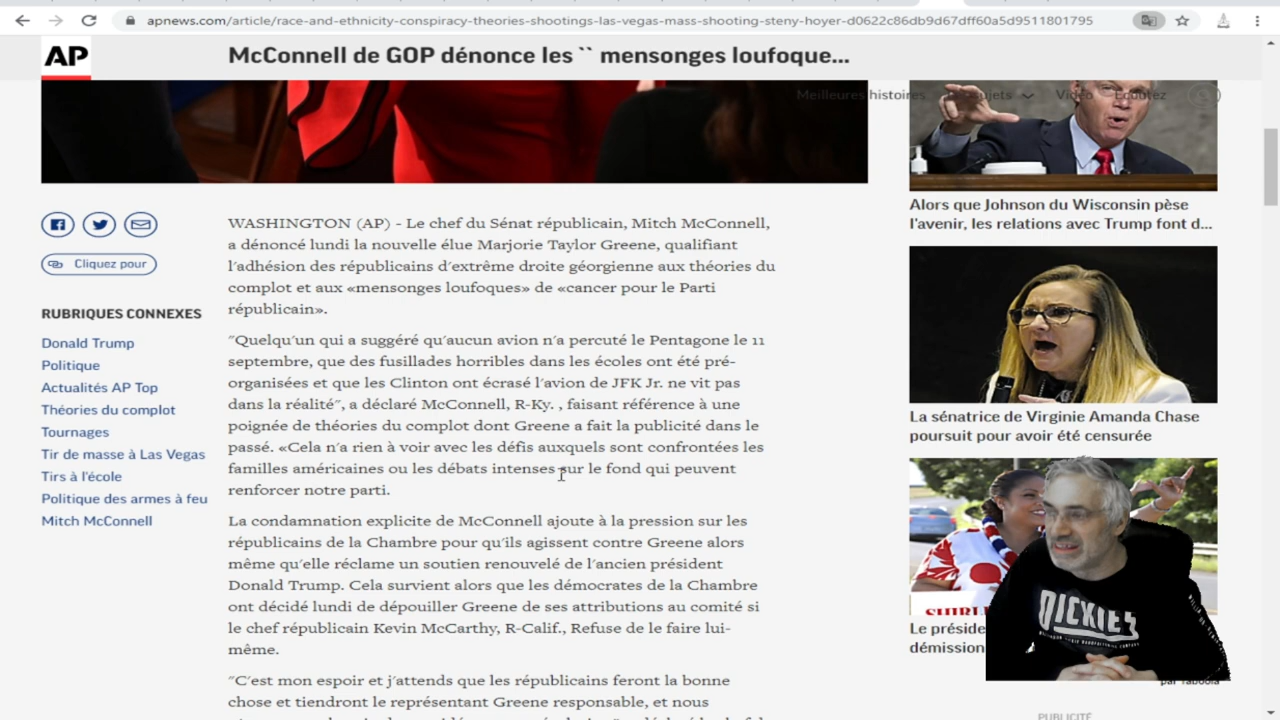 apnews.com/article/race-and-ethnicity-conspiracy-theories-shootings-las-vegas-mass-shooting-steny-hoyer-d0622c86db9d67dff60a5d9511801795
AP
McConnell de GOP dénonce les `` mensonges loufoque...
Meilleures histoires
Sujets
Vidéo
Écoutez
Cliquez pour
RUBRIQUES CONNEXES
Donald Trump
Politique
Actualités AP Top
Théories du complot
Tournages
Tir de masse à Las Vegas
Tirs à l'école
Politique des armes à feu
Mitch McConnell
WASHINGTON (AP) - Le chef du Sénat républicain, Mitch McConnell,
a dénoncé lundi la nouvelle élue Marjorie Taylor Greene, qualifiant
l'adhésion des républicains d'extrême droite géorgienne aux théories du
complot et aux «mensonges loufoques» de «cancer pour le Parti
républicain».
"Quelqu'un qui a suggéré qu'aucun avion n'a percuté le Pentagone le 11
septembre, que des fusillades horribles dans les écoles ont été pré-
organisées et que les Clinton ont écrasé l'avion de JFK Jr. ne vit pas
dans la réalité", a déclaré McConnell, R-Ky. , faisant référence à une
poignée de théories du complot dont Greene a fait la publicité dans le
passé. «Cela n'a rien à voir avec les défis auxquels sont confrontées les
familles américaines ou les débats intenses sur le fond qui peuvent
renforcer notre parti.
La condamnation explicite de McConnell ajoute à la pression sur les
républicains de la Chambre pour qu'ils agissent contre Greene alors
même qu'elle réclame un soutien renouvelé de l'ancien président
Donald Trump. Cela survient alors que les démocrates de la Chambre
ont décidé lundi de dépouiller Greene de ses attributions au comité si
le chef républicain Kevin McCarthy, R-Calif., Refuse de le faire lui-
même.
"C'est mon espoir et j'attends que les républicains feront la bonne
chose et tiendront le représentant Greene responsable, et nous
Alors que Johnson du Wisconsin pèse
l'avenir, les relations avec Trump font d...
La sénatrice de Virginie Amanda Chase
poursuit pour avoir été censurée
Le préside
démission
DICKIES
par Taboola
PUBLICITÉ